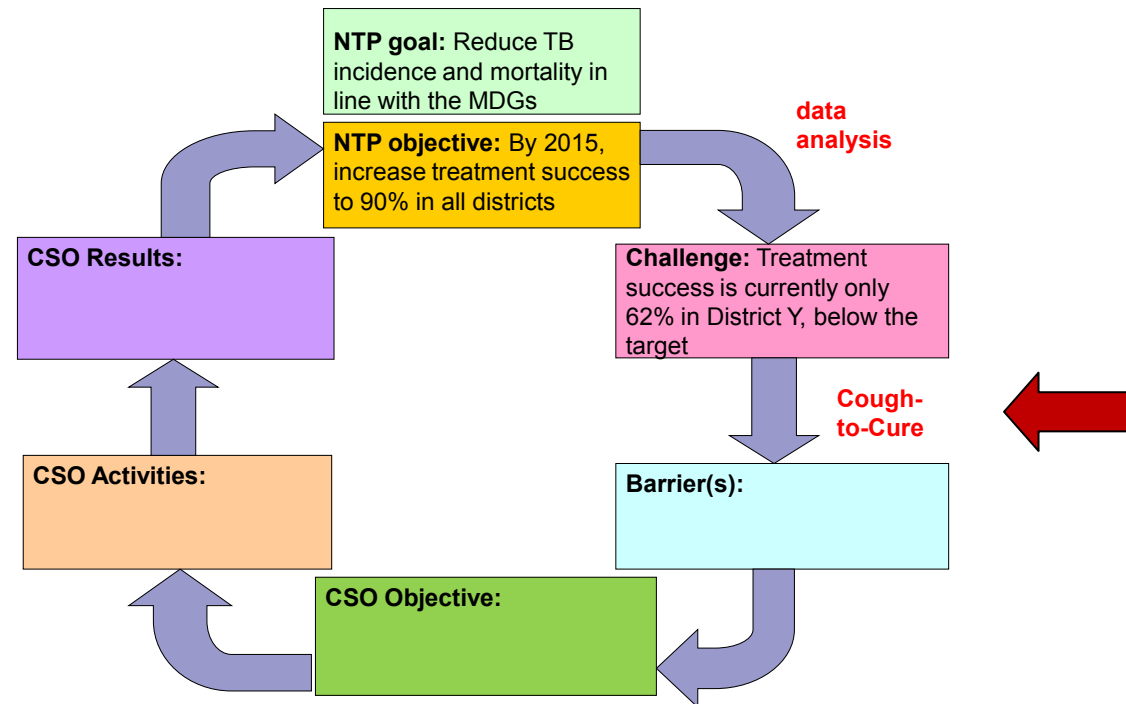 NTP goal: Reduce TB
incidence and mortality in
line with the MDGs
NTP objective: By 2015,
increase treatment success
to 90% in all districts
data
analysis
Challenge: Treatment
success is currently only
62% in District Y, below the
target
Cough-
to-Cure
Barrier(s):
CSO Objective:
CSO Activities:
CSO Results: